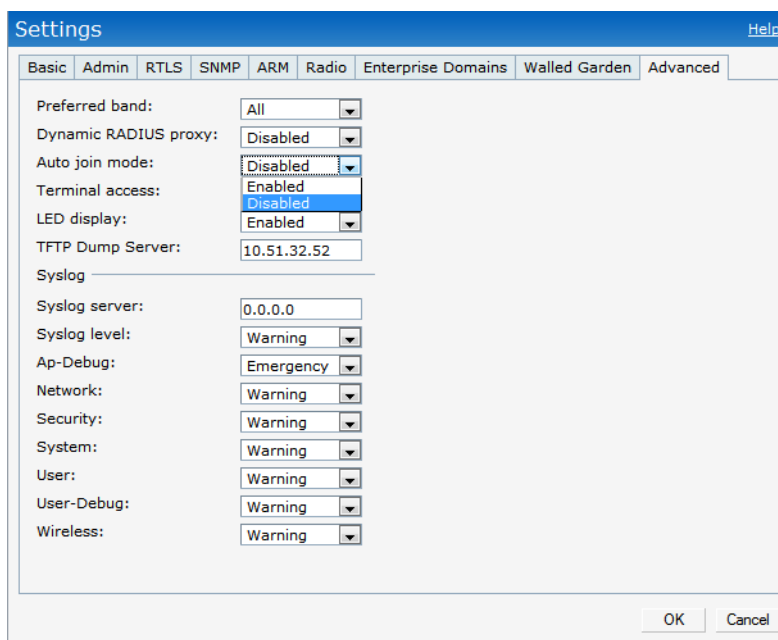 Settings Help
Basic Admin RTLS SNMP ARM Radio Enterprise Domains Walled Garden Advanced
Preferred band: All
Dynamic RADIUS proxy: Disabled
Auto join mode: Disabled
Terminal access: Enabled
Disabled
LED display: Enabled
TFTP Dump Server: 10.51.32.52
Syslog
Syslog server: 0.0.0.0
Syslog level: Warning
Ap-Debug: Emergency
Network: Warning
Security: Warning
System: Warning
User: Warning
User-Debug: Warning
Wireless: Warning
OK Cancel